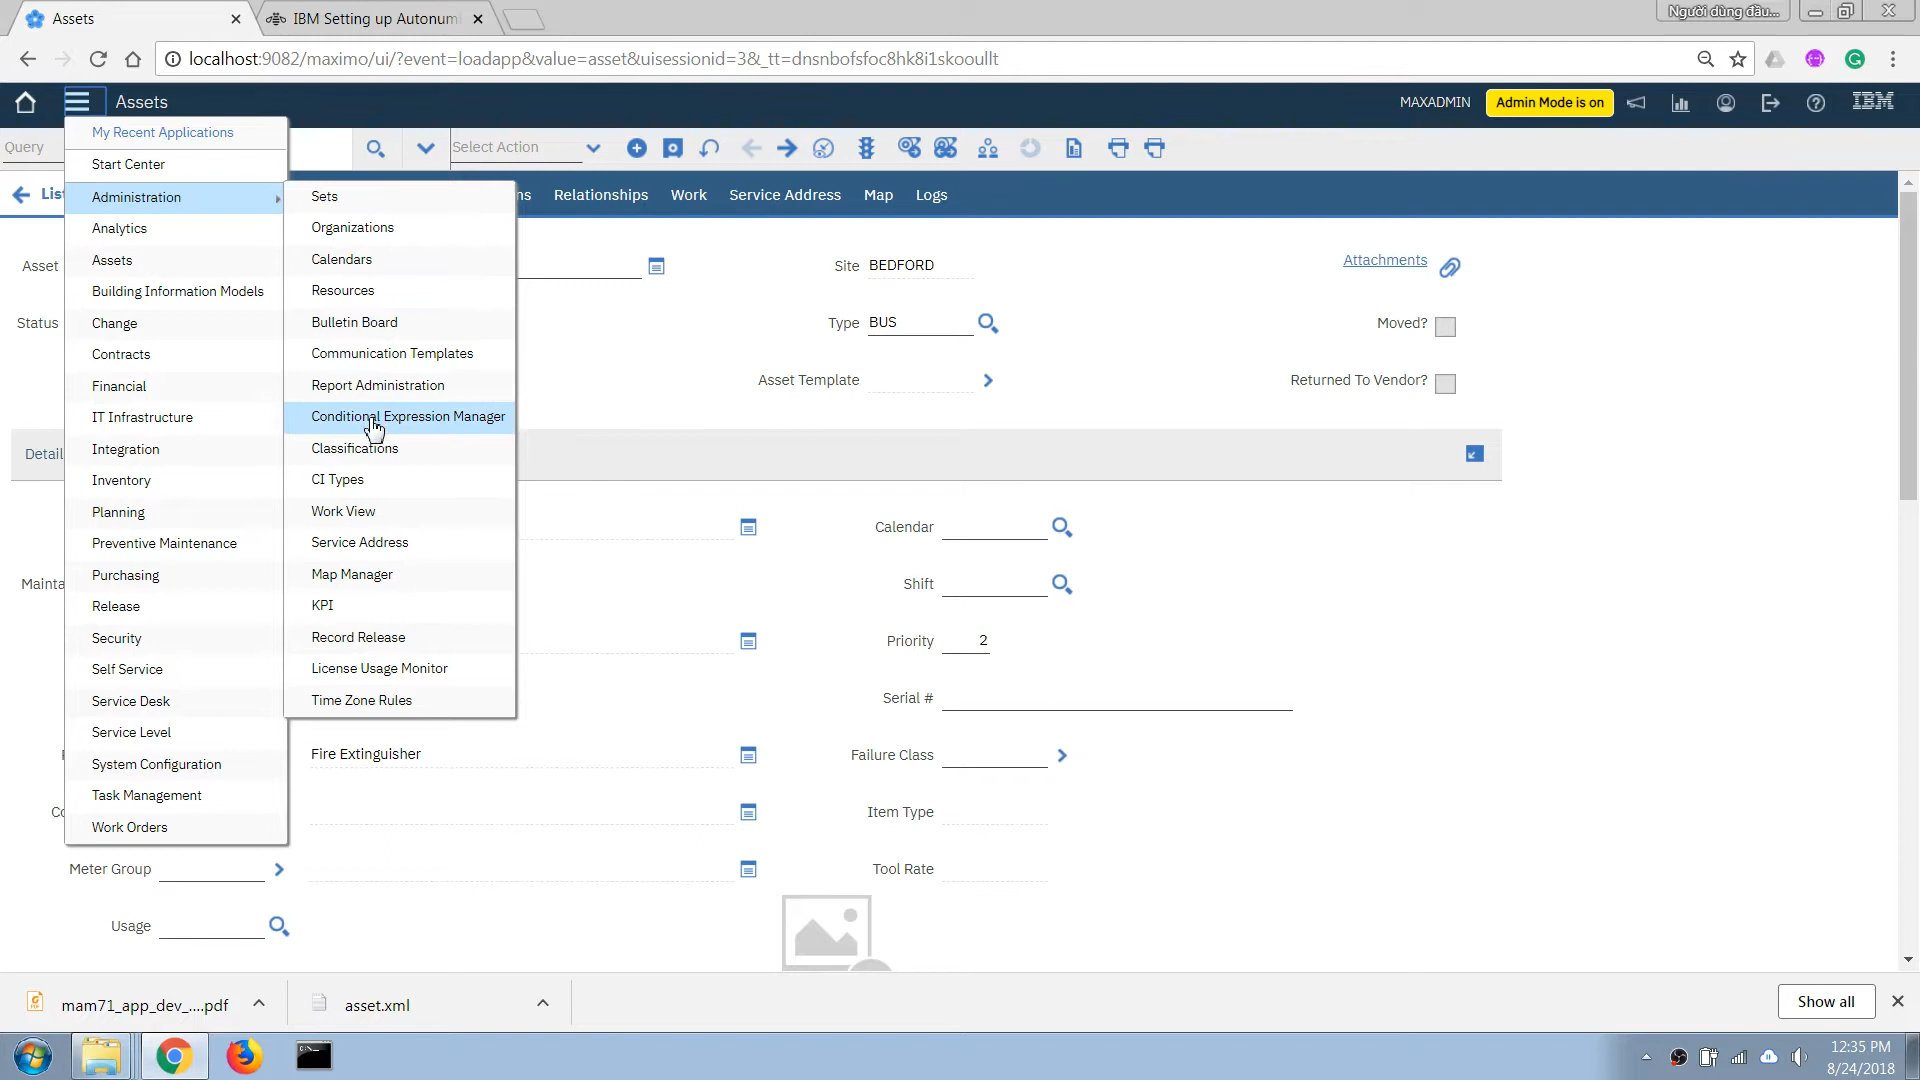 Assets
IBM Setting up Autonum
Người dùng đầu...
localhost:9082/maximo/ui/?event=loadapp&value=asset&uisessionid=3&_tt=dnsnbofsfoc8hk8i1skooullt
Assets
MAXADMIN
Admin Mode is on
IBM
My Recent Applications
Query
Select Action
Start Center
List
Administration
Sets
ns
Relationships
Work
Service Address
Map
Logs
Analytics
Organizations
Assets
Calendars
Asset
Site
BEDFORD
Attachments
Building Information Models
Resources
Change
Bulletin Board
Status
Type
BUS
Moved?
Contracts
Communication Templates
Financial
Report Administration
Asset Template
Returned To Vendor?
IT Infrastructure
Conditional Expression Manager
Integration
Classifications
Detail
Inventory
CI Types
Planning
Work View
Calendar
Preventive Maintenance
Service Address
Purchasing
Map Manager
Mainta
Shift
Release
KPI
Security
Record Release
Priority
2
Self Service
License Usage Monitor
Service Desk
Time Zone Rules
Serial #
Service Level
System Configuration
Fire Extinguisher
Failure Class
Task Management
Work Orders
Co
Item Type
Meter Group
Tool Rate
Usage
mam71_app_dev_....pdf
asset.xml
Show all
12:35 PM
8/24/2018